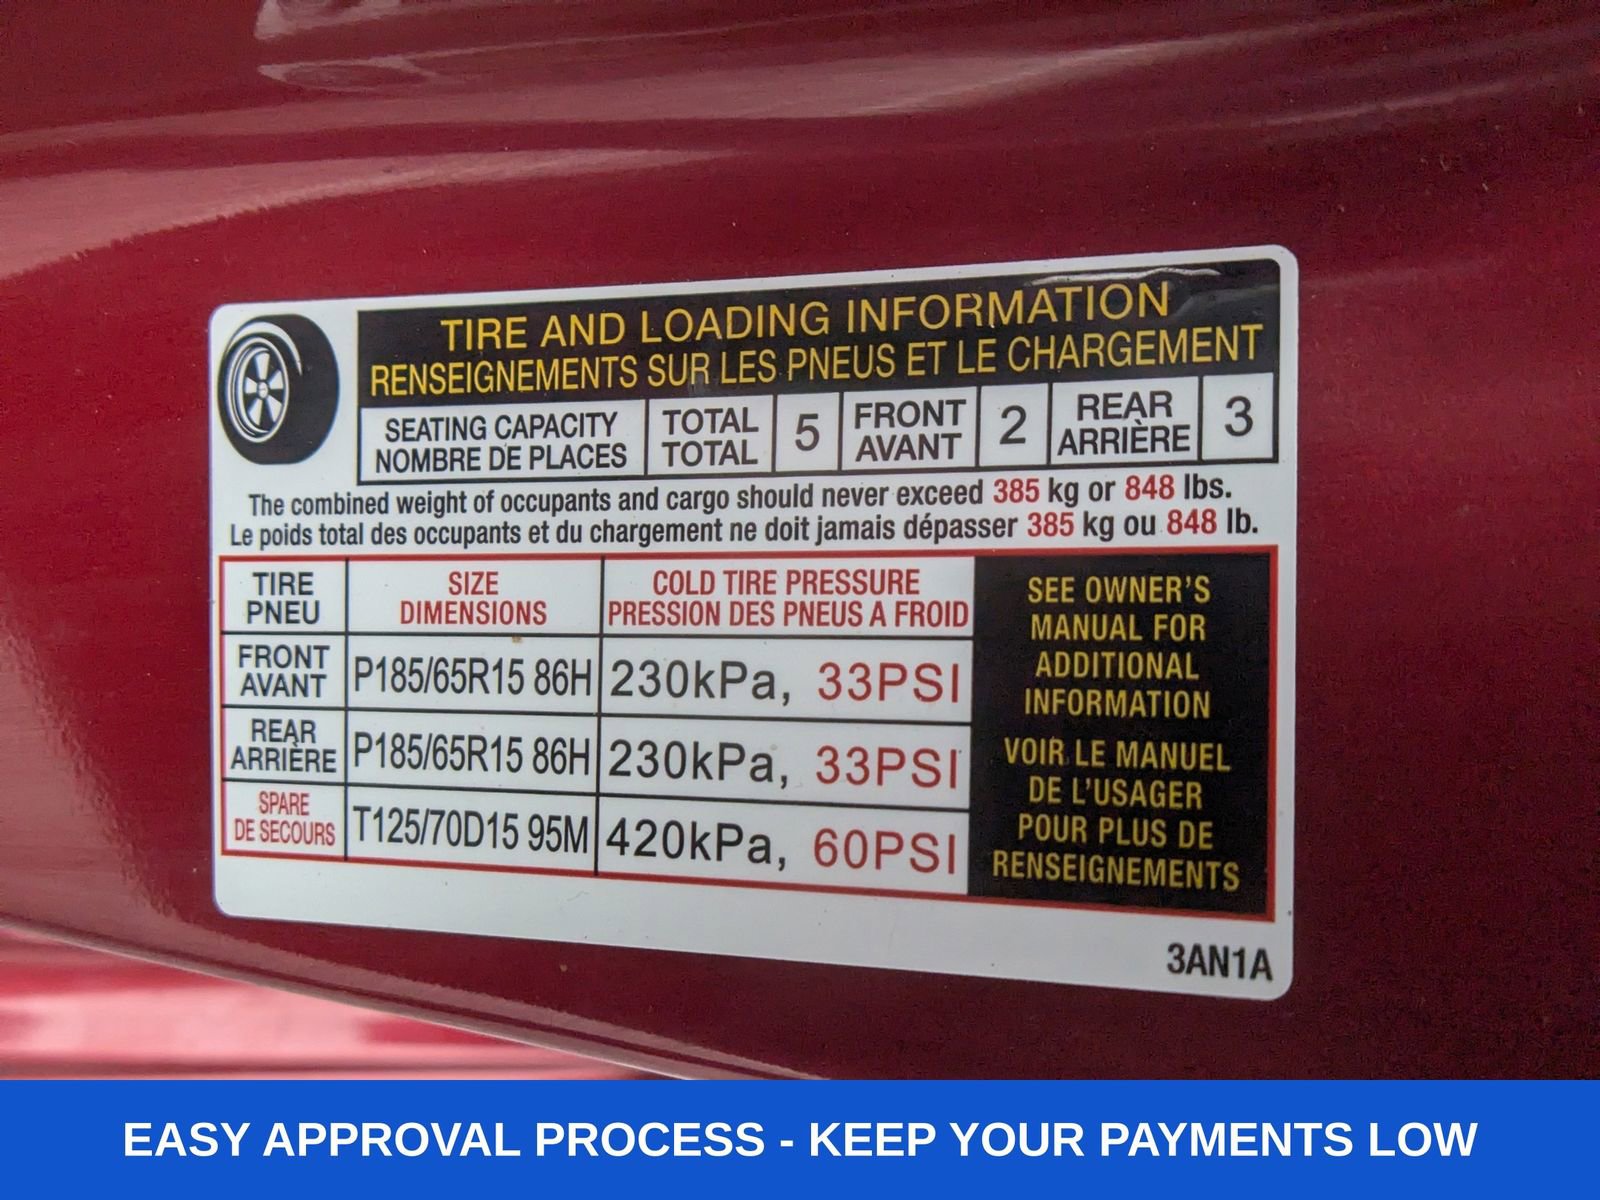 TIRE AND LOADING INFORMATION
RENSEIGNEMENTS SUR LES PNEUS ET LE CHARGEMENT
SEATING CAPACITY TOTAL 5 FRONT 2 REAR 3
NOMBRE DE PLACES TOTAL AVANT ARRIÈRE
The combined weight of occupants and cargo should never exceed 385 kg or 848 lbs.
Le poids total des occupants et du chargement ne doit jamais dépasser 385 kg ou 848 lb.
TIRE SIZE COLD TIRE PRESSURE
PNEU DIMENSIONS PRESSION DES PNEUS A FROID
FRONT
AVANT P185/65R15 86H 230kPa, 33PSI
REAR
ARRIÈRE P185/65R15 86H 230kPa, 33PSI
SPARE
DE SECOURS T125/70D15 95M 420kPa, 60PSI
SEE OWNER'S
MANUAL FOR
ADDITIONAL
INFORMATION
VOIR LE MANUEL
DE L'USAGER
POUR PLUS DE
RENSEIGNEMENTS
3AN1A
EASY APPROVAL PROCESS - KEEP YOUR PAYMENTS LOW